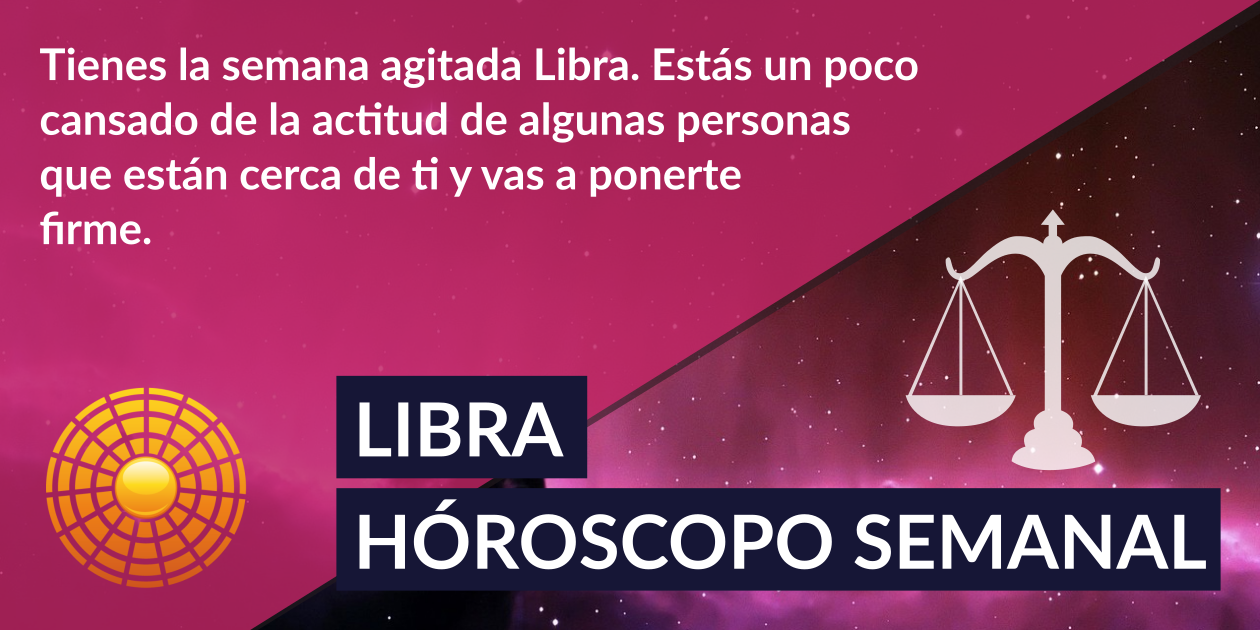 Tienes la semana agitada Libra. Estás un poco
cansado de la actitud de algunas personas
que están cerca de ti y vas a ponerte
firme.
LIBRA
HÓROSCOPO SEMANAL